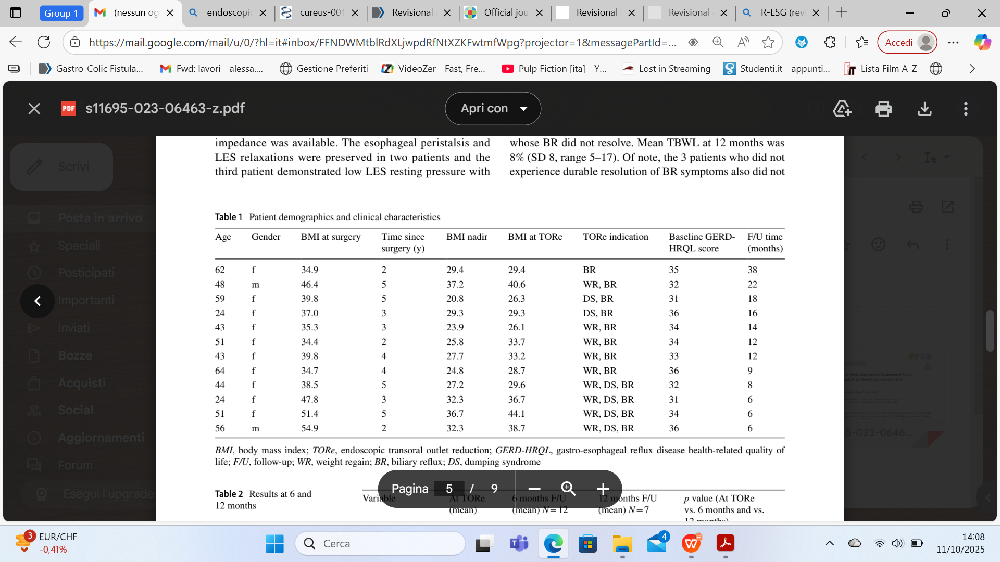 Group 1
(nessun og
endoscopic
cureus-001
Revisional
Official jou
Revisional
Revisional
R-ESG (rev
https://mail.google.com/mail/u/0/?hl=it#inbox/FFNDWMtblRdXLjwpdRfNtXZKFwtmfWpg?projector=1&messagePartId=...
Accedi
Gastro-Colic Fistula...
Fwd: lavori - alessa....
Gestione Preferiti
VideoZer - Fast, Fre...
Pulp Fiction [ita] - Y...
Lost in Streaming
Studenti.it - appunti...
Lista Film A-Z
PDF s11695-023-06463-z.pdf
Apri con
Scrivi
Posta in arrivo
Speciali
Posticipati
Importanti
Inviati
Bozze
Acquisti
Social
Aggiornamenti
Forum
Esegui l'upgrade
impedance was available. The esophageal peristalsis and
LES relaxations were preserved in two patients and the
third patient demonstrated low LES resting pressure with
whose BR did not resolve. Mean TBWL at 12 months was
8% (SD 8, range 5–17). Of note, the 3 patients who did not
experience durable resolution of BR symptoms also did not
Table 1 Patient demographics and clinical characteristics
Age Gender BMI at surgery Time since surgery (y) BMI nadir BMI at TORe TORe indication Baseline GERD-HRQL score F/U time (months)
62 f 34.9 2 29.4 29.4 BR 35 38
48 m 46.4 5 37.2 40.6 WR, BR 32 22
59 f 39.8 5 20.8 26.3 DS, BR 31 18
24 f 37.0 3 29.3 29.3 DS, BR 36 16
43 f 35.3 3 23.9 26.1 WR, BR 34 14
51 f 34.4 2 25.8 33.7 WR, BR 34 12
43 f 39.8 4 27.7 33.2 WR, BR 33 12
64 f 34.7 4 24.8 28.7 WR, BR 36 9
44 f 38.5 5 27.2 29.6 WR, DS, BR 32 8
24 f 47.8 3 32.3 36.7 WR, DS, BR 31 6
51 f 51.4 5 36.7 44.1 WR, DS, BR 34 6
56 m 54.9 2 32.3 38.7 WR, DS, BR 36 6
BMI, body mass index; TORe, endoscopic transoral outlet reduction; GERD-HRQL, gastro-esophageal reflux disease health-related quality of
life; F/U, follow-up; WR, weight regain; BR, biliary reflux; DS, dumping syndrome
Pagina 5 / 9
Table 2 Results at 6 and
12 months
Variable At TORe (mean) 6 months F/U (mean) N=12 12 months F/U (mean) N=7 p value (At TORe vs. 6 months and vs. 12 months)
5-023-0646...
3
EUR/CHF
-0,41%
Cerca
4
14:08
11/10/2025